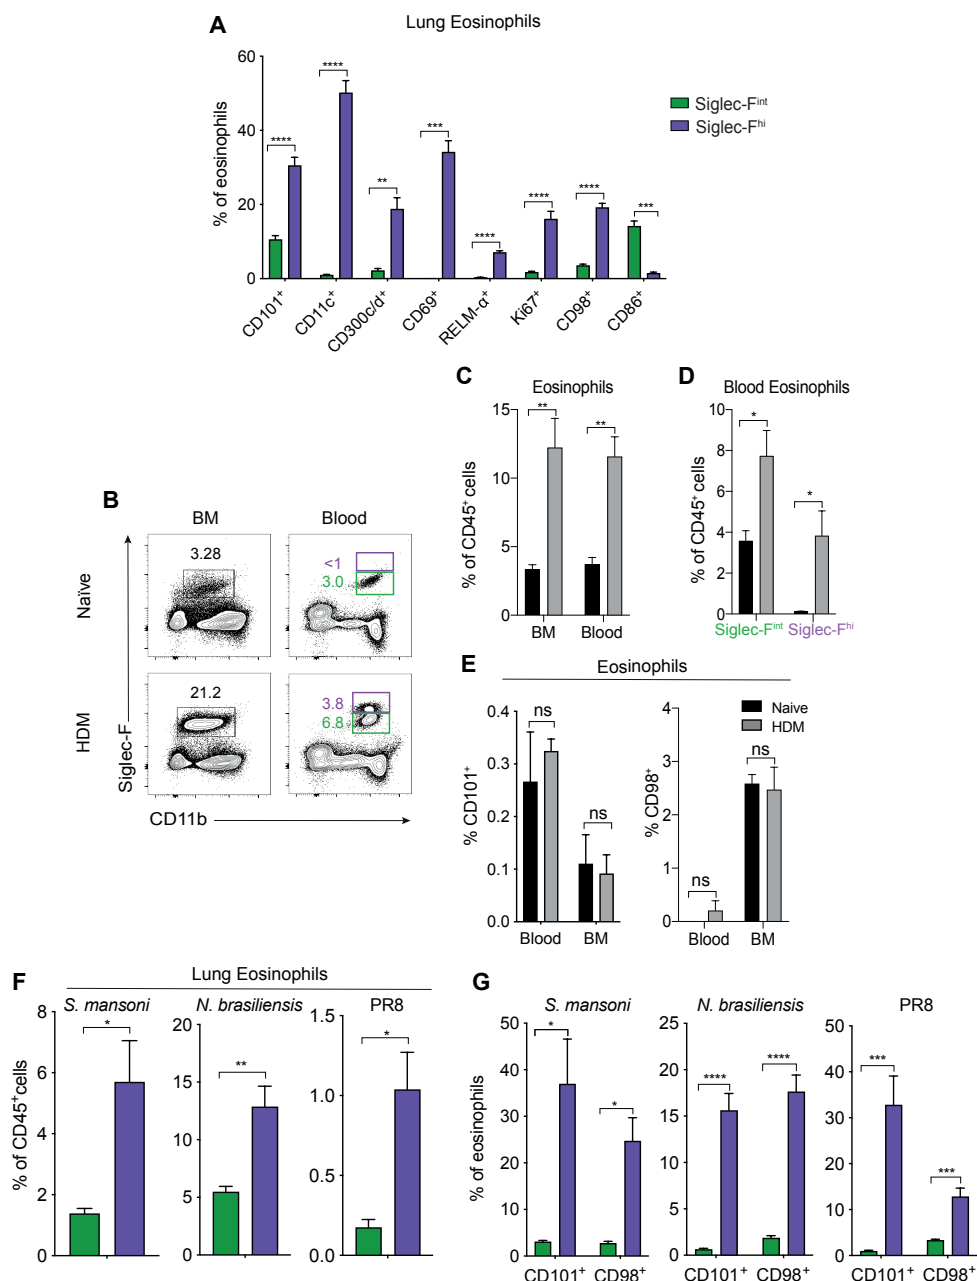 A
Lung Eosinophils
% of eosinophils
60
40
20
0
****
****
**
***
****
****
****
***
CD101⁺
CD11c⁺
CD300c/d⁺
CD69⁺
RELM-α⁺
Ki67⁺
CD98⁺
CD86⁺
Siglec-Fⁱⁿᵗ
Siglec-Fʰⁱ
B
BM
Blood
Naïve
3.28
<1
3.0
HDM
21.2
3.8
6.8
Siglec-F
CD11b
C
Eosinophils
% of CD45⁺ cells
15
10
5
0
**
**
BM
Blood
D
Blood Eosinophils
% of CD45⁺ cells
10
8
6
4
2
0
*
*
Siglec-Fⁱⁿᵗ
Siglec-Fʰⁱ
E
Eosinophils
% CD101⁺
0.4
0.3
0.2
0.1
0.0
ns
ns
Blood
BM
% CD98⁺
3
2
1
0
ns
ns
Blood
BM
Naive
HDM
F
Lung Eosinophils
% of CD45⁺cells
S. mansoni
8
6
4
2
0
*
N. brasiliensis
20
15
10
5
0
**
PR8
1.5
1.0
0.5
0.0
*
G
% of eosinophils
S. mansoni
50
40
30
20
10
0
*
*
CD101⁺
CD98⁺
N. brasiliensis
25
20
15
10
5
0
****
****
CD101⁺
CD98⁺
PR8
50
40
30
20
10
0
***
***
CD101⁺
CD98⁺